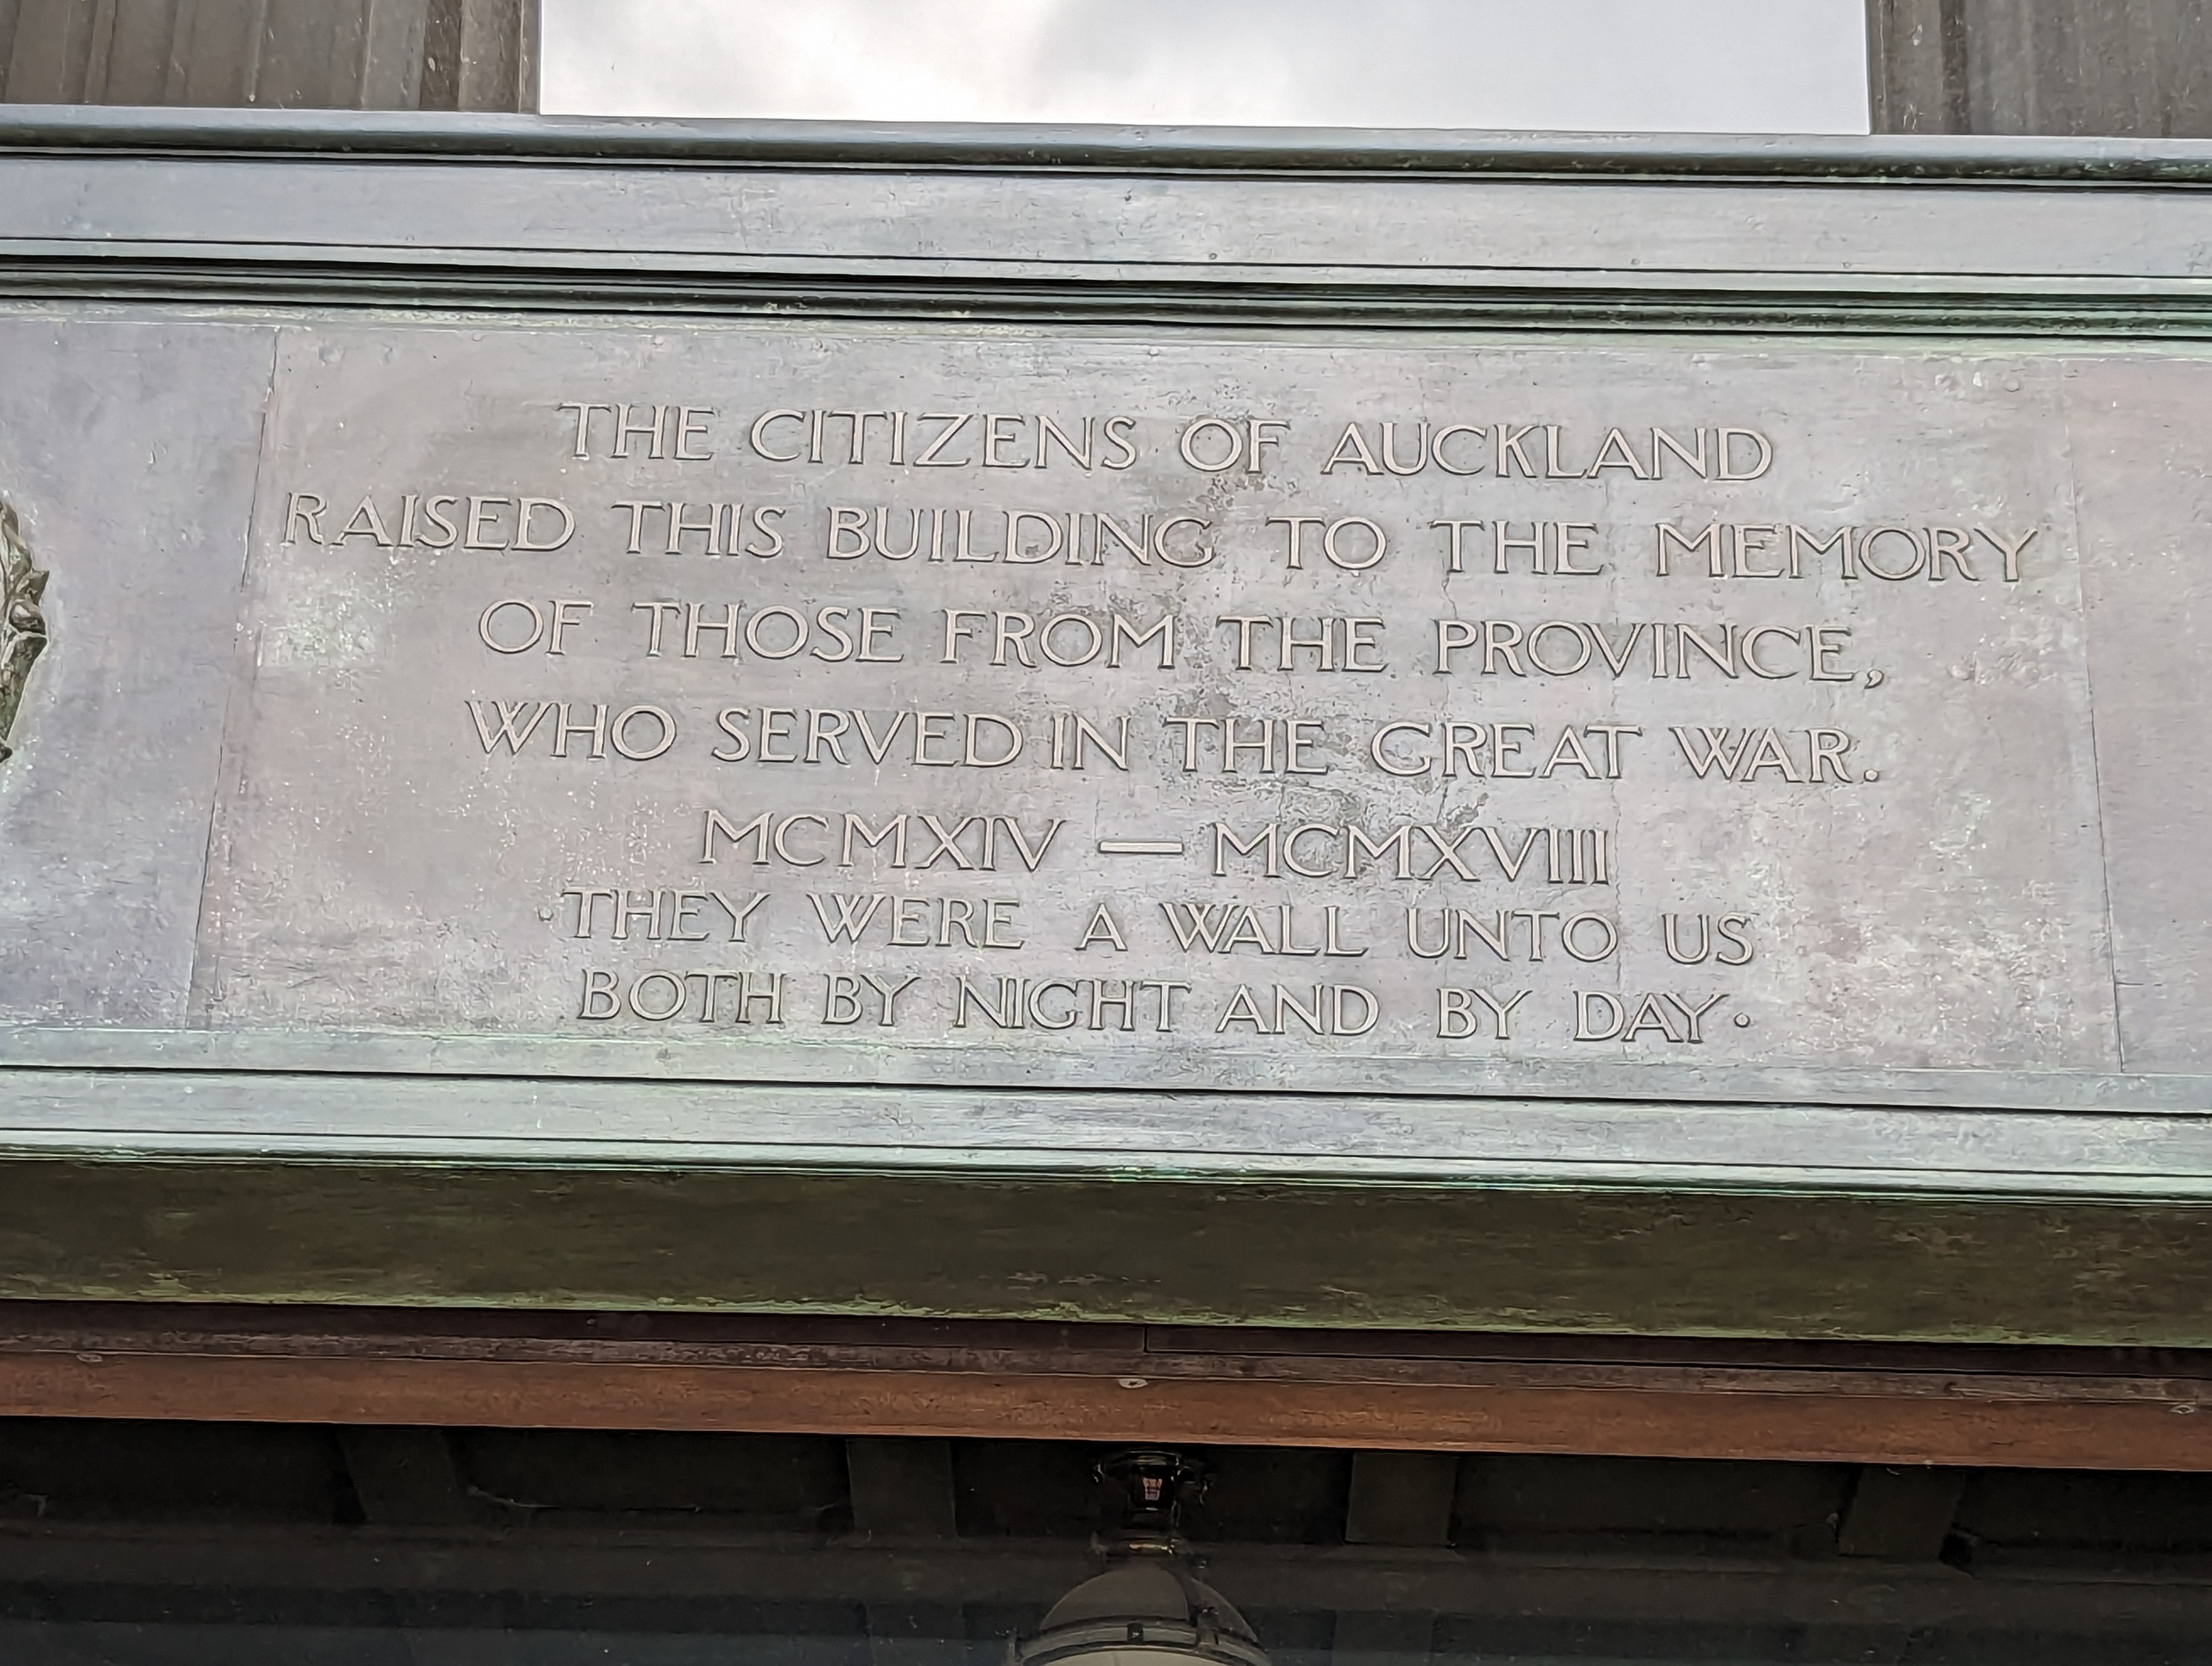 THE CITIZENS OF AUCKLAND
RAISED THIS BUILDING TO THE MEMORY
OF THOSE FROM THE PROVINCE,
WHO SERVED IN THE GREAT WAR.
MCMXIV — MCMXVIII
·THEY WERE A WALL UNTO US
BOTH BY NIGHT AND BY DAY·